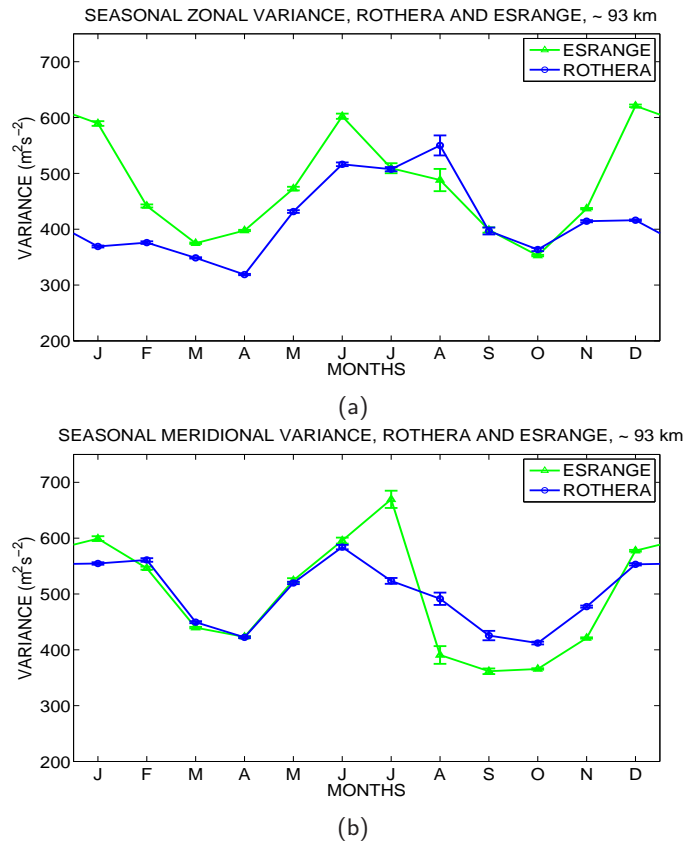 SEASONAL ZONAL VARIANCE, ROTHERA AND ESRANGE, ~ 93 km
ESRANGE
ROTHERA
VARIANCE (m²s⁻²)
700
600
500
400
300
200
J F M A M J J A S O N D
MONTHS
(a)
SEASONAL MERIDIONAL VARIANCE, ROTHERA AND ESRANGE, ~ 93 km
ESRANGE
ROTHERA
VARIANCE (m²s⁻²)
700
600
500
400
300
200
J F M A M J J A S O N D
MONTHS
(b)